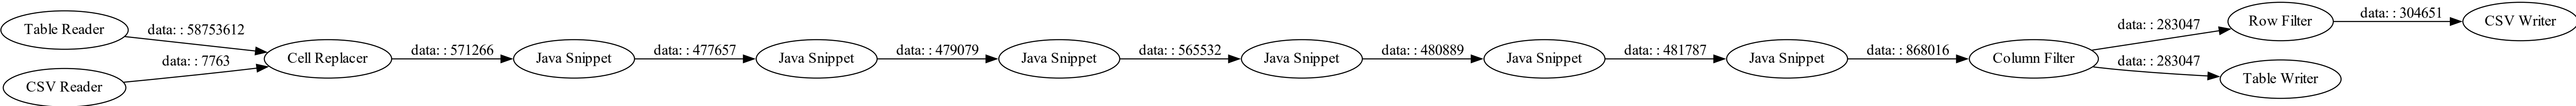 Table Reader
data: : 58753612
CSV Reader
data: : 7763
Cell Replacer
data: : 571266
Java Snippet
data: : 477657
Java Snippet
data: : 479079
Java Snippet
data: : 565532
Java Snippet
data: : 480889
Java Snippet
data: : 481787
Java Snippet
data: : 868016
Column Filter
data: : 283047
Row Filter
data: : 304651
CSV Writer
data: : 283047
Table Writer